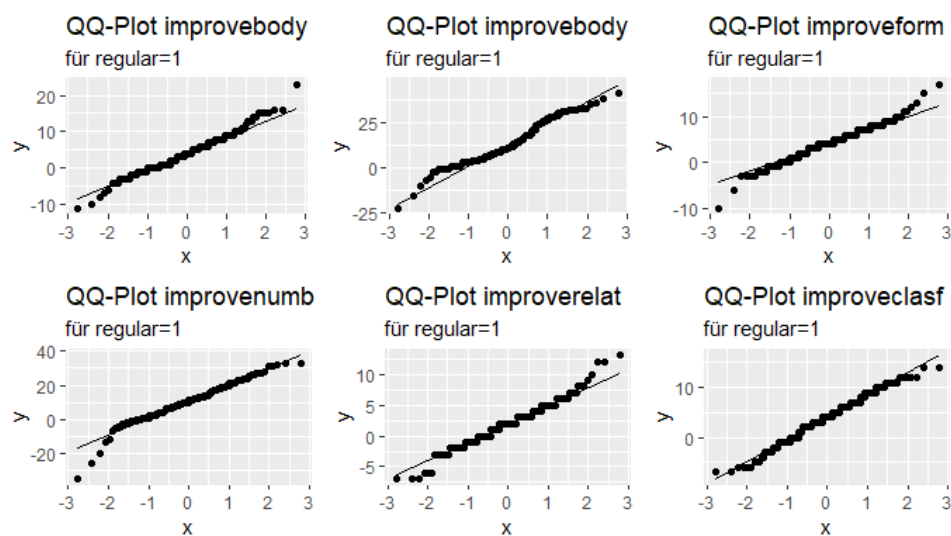 QQ-Plot improvebody
für regular=1
20
10
0
-10
y
-3 -2 -1 0 1 2 3
x
QQ-Plot improvebody
für regular=1
25
0
-25
y
-3 -2 -1 0 1 2 3
x
QQ-Plot improveform
für regular=1
10
0
-10
y
-3 -2 -1 0 1 2 3
x
QQ-Plot improvenumb
für regular=1
40
20
0
-20
y
-3 -2 -1 0 1 2 3
x
QQ-Plot improverelat
für regular=1
10
5
0
-5
y
-3 -2 -1 0 1 2 3
x
QQ-Plot improveclasf
für regular=1
10
0
y
-3 -2 -1 0 1 2 3
x